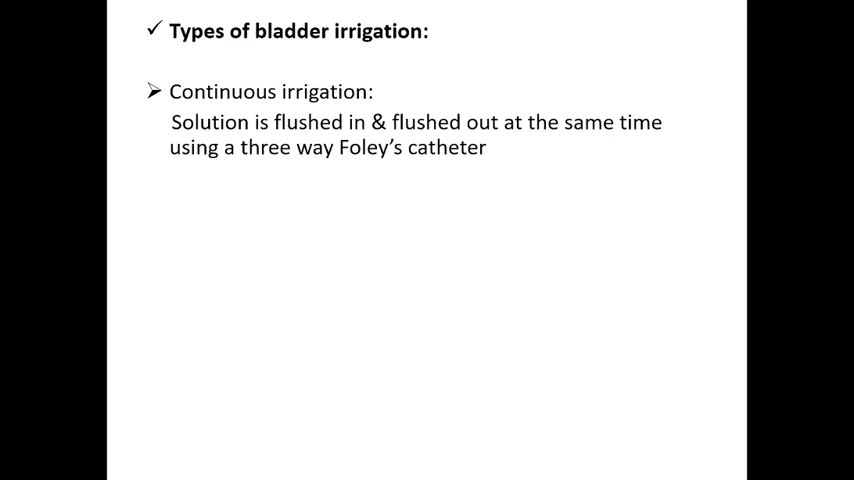 ✓ Types of bladder irrigation:
➢ Continuous irrigation:
Solution is flushed in & flushed out at the same time
using a three way Foley’s catheter